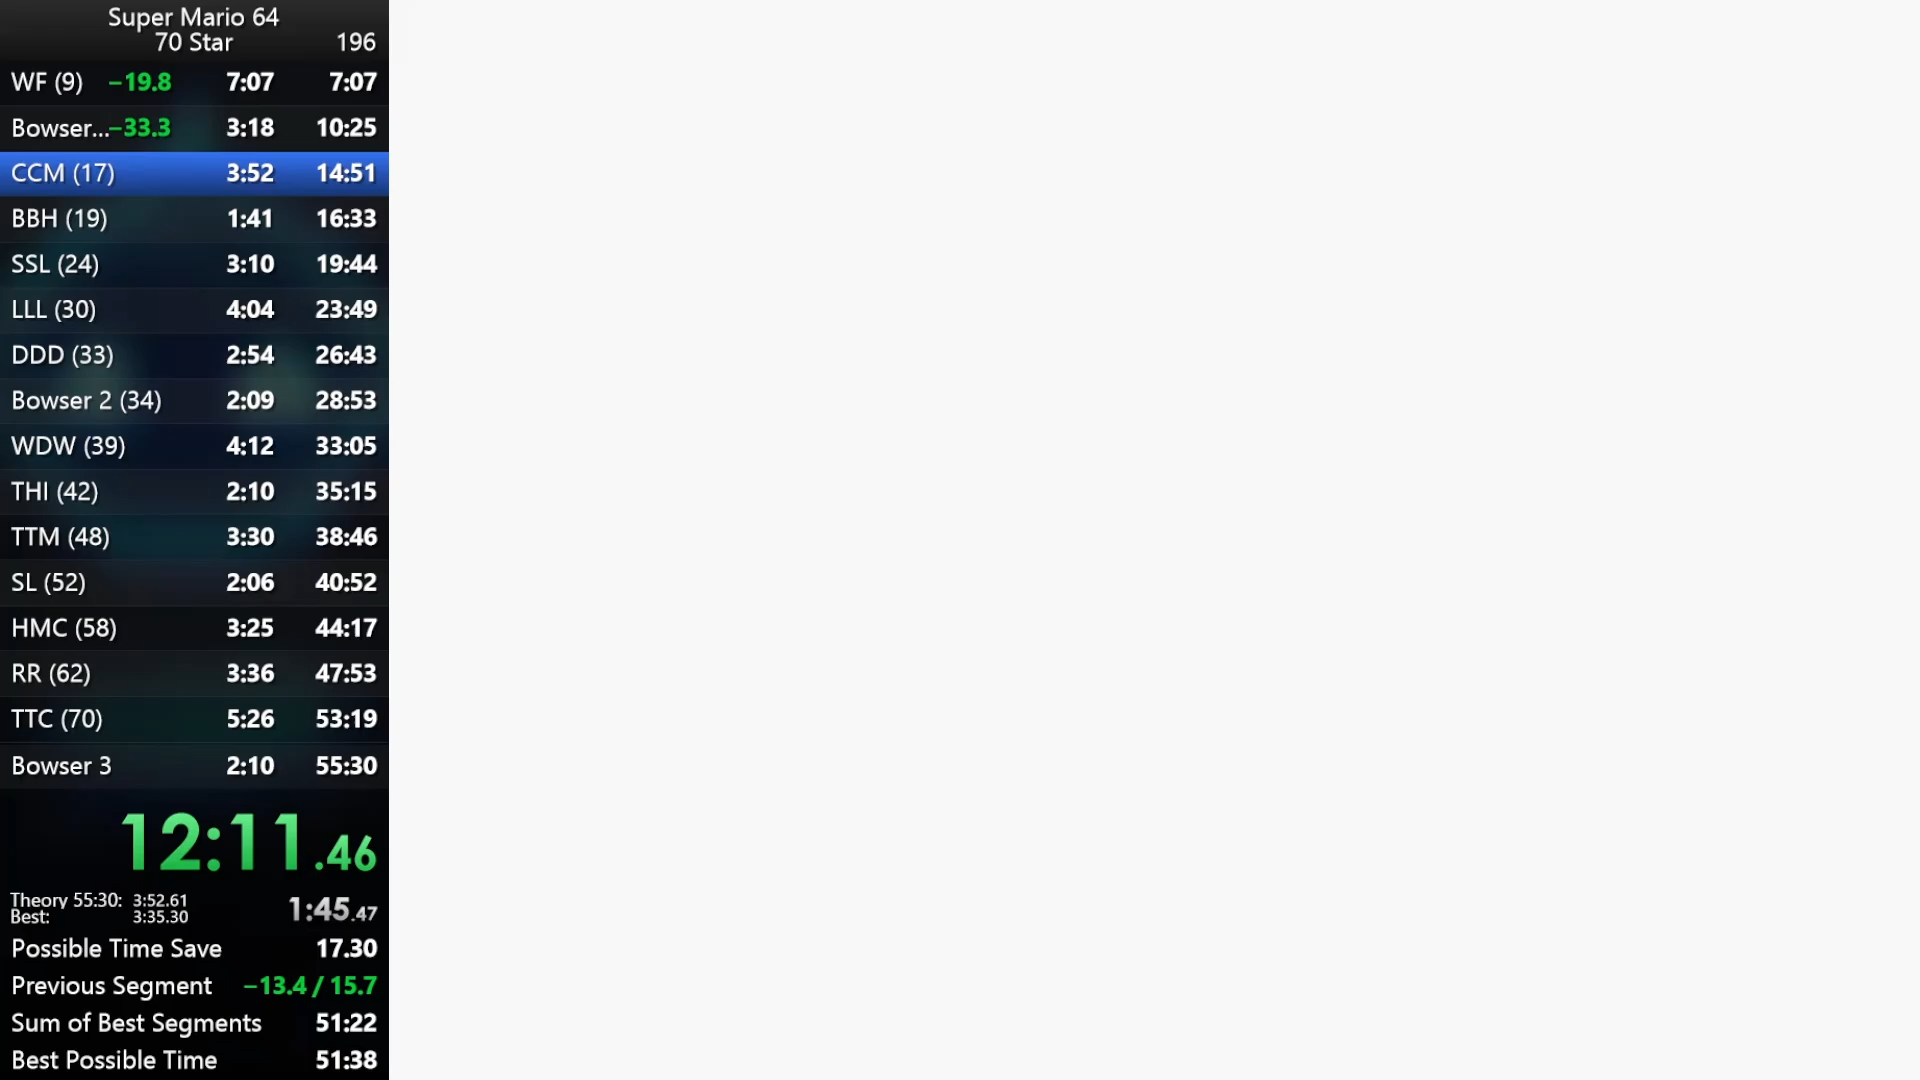 Super Mario 64
70 Star 196
WF (9) −19.8 7:07 7:07
Bowser...−33.3 3:18 10:25
CCM (17) 3:52 14:51
BBH (19) 1:41 16:33
SSL (24) 3:10 19:44
LLL (30) 4:04 23:49
DDD (33) 2:54 26:43
Bowser 2 (34) 2:09 28:53
WDW (39) 4:12 33:05
THI (42) 2:10 35:15
TTM (48) 3:30 38:46
SL (52) 2:06 40:52
HMC (58) 3:25 44:17
RR (62) 3:36 47:53
TTC (70) 5:26 53:19
Bowser 3 2:10 55:30
12:11.46
Theory 55:30: 3:52.61 1:45.47
Best: 3:35.30
Possible Time Save 17.30
Previous Segment −13.4 / 15.7
Sum of Best Segments 51:22
Best Possible Time 51:38